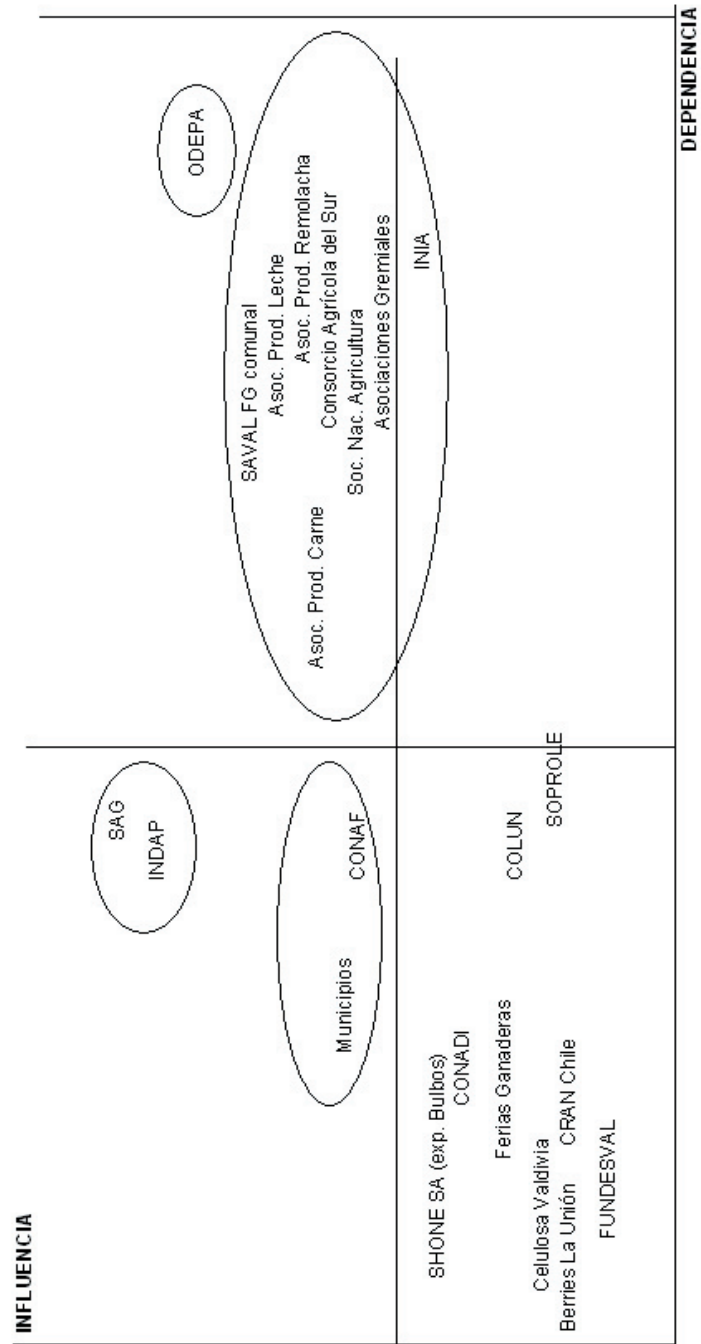 INFLUENCIA
SAG
INDAP
ODEPA
SAVAL FG comunal
Asoc. Prod. Leche
Asoc. Prod. Remolacha
Asoc. Prod. Carne
Consorcio Agrícola del Sur
Soc. Nac. Agricultura
Asociaciones Gremiales
Municipios
CONAF
INIA
SHONE SA (exp. Bulbos)
CONADI
Ferias Ganaderas
COLUN
Celulosa Valdivia
SOPROLE
Berries La Unión
CRAN Chile
FUNDESVAL
DEPENDENCIA